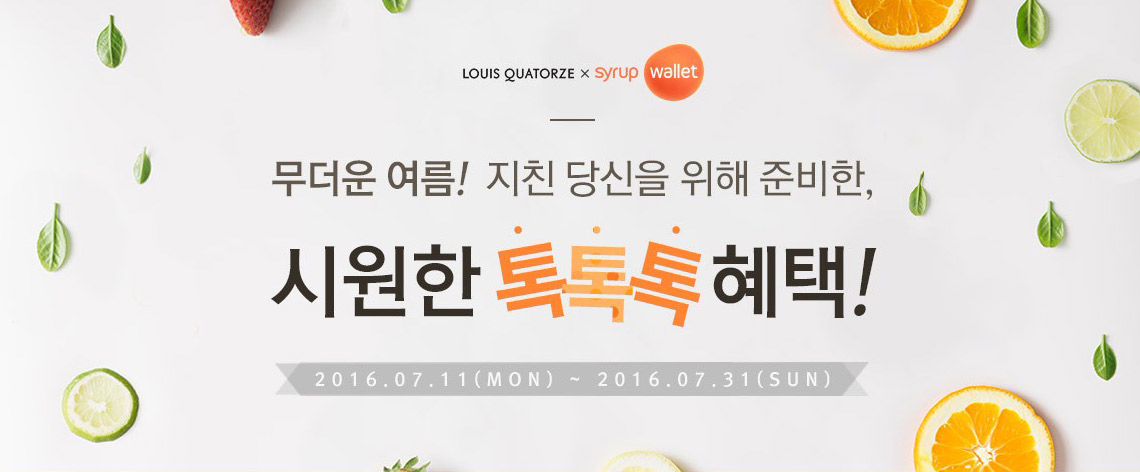 LOUIS QUATORZE × syrup wallet
무더운 여름! 지친 당신을 위해 준비한,
시원한 톡톡톡 혜택!
2016.07.11(MON) ~ 2016.07.31(SUN)